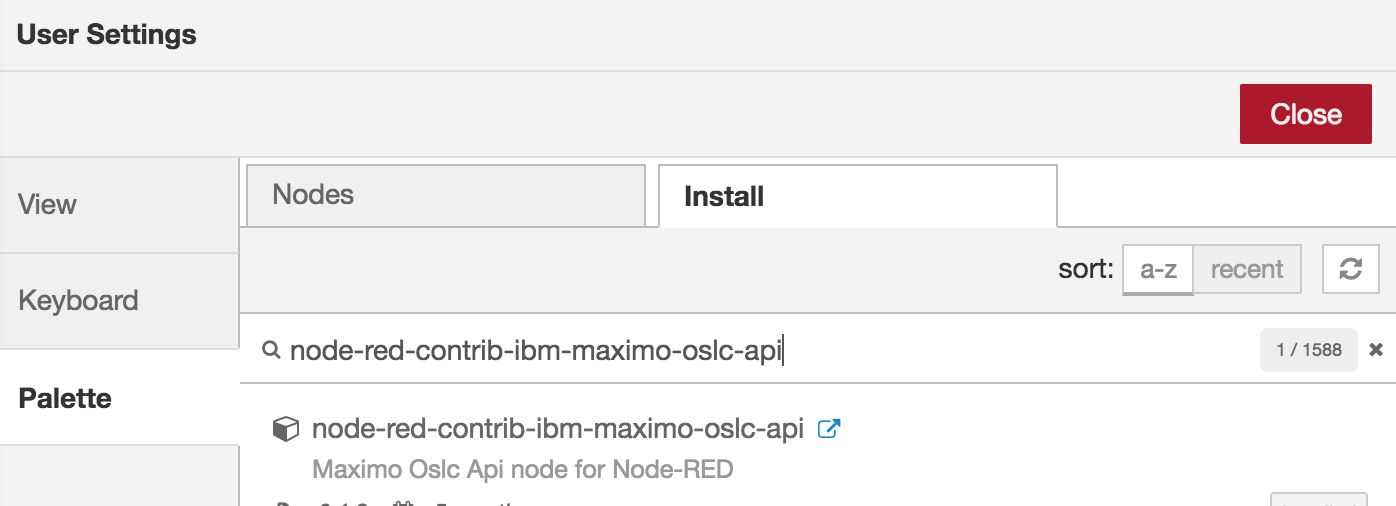 User Settings
Close
View
Nodes
Install
sort: a-z recent
Keyboard
node-red-contrib-ibm-maximo-oslc-api
1 / 1588
Palette
node-red-contrib-ibm-maximo-oslc-api
Maximo Oslc Api node for Node-RED